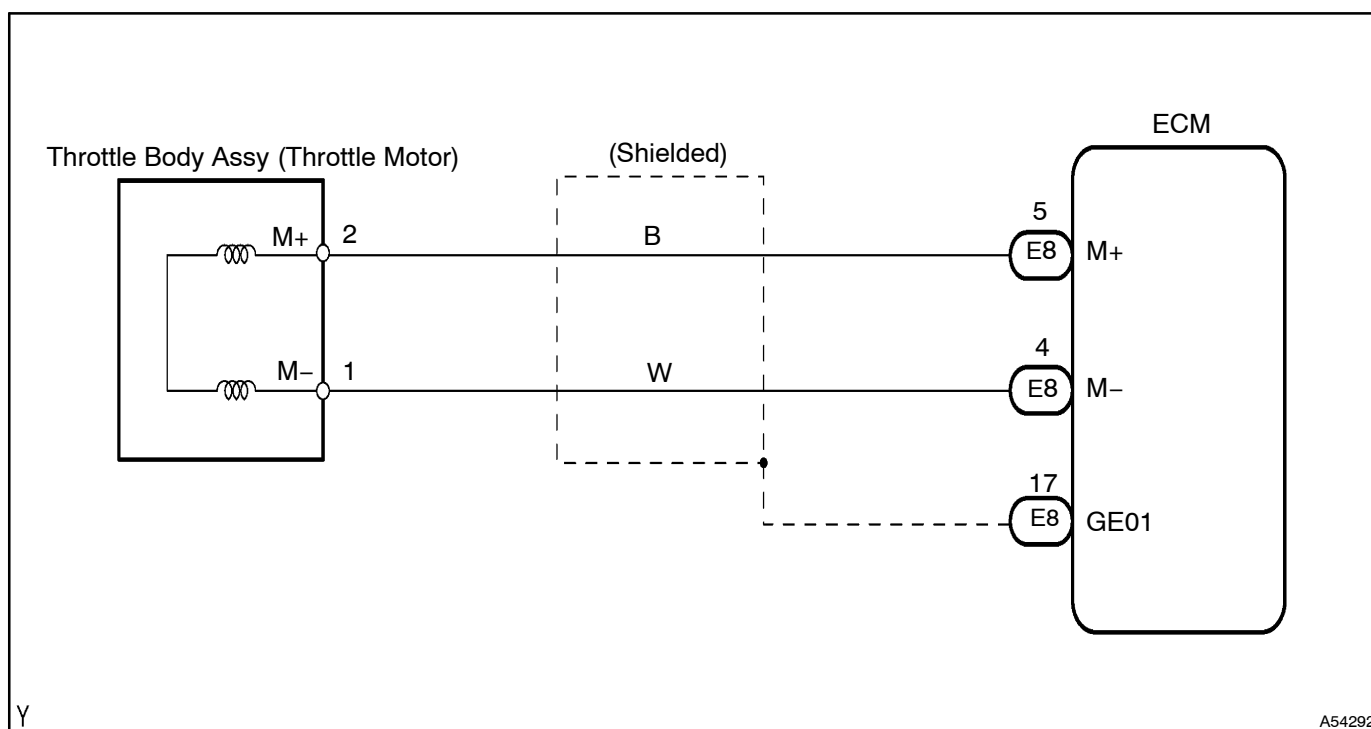 ECM
Throttle Body Assy (Throttle Motor)
(Shielded)
M+ 2
B
5
E8
M+
M− 1
W
4
E8
M−
17
E8
GE01
Y
A54292